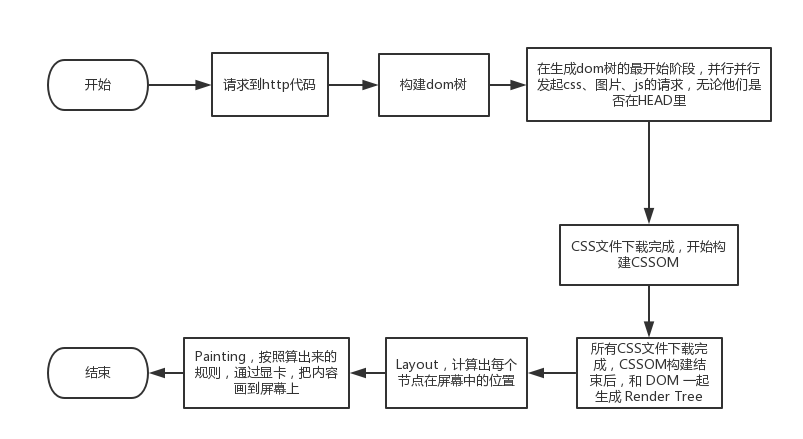 开始
请求到http代码
构建dom树
在生成dom树的最开始阶段，并行并行
发起css、图片、js的请求，无论他们是
否在HEAD里
CSS文件下载完成，开始构
建CSSOM
所有CSS文件下载完
成，CSSOM构建结
束后，和 DOM 一起
生成 Render Tree
Layout，计算出每个
节点在屏幕中的位置
Painting，按照算出来的
规则，通过显卡，把内容
画到屏幕上
结束